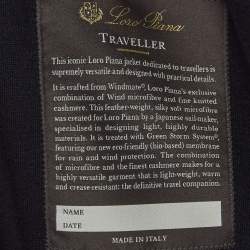 Loro Piana
TRAVELLER
This iconic Loro Piana jacket dedicated to travellers is
supremely versatile and designed with practical details.
It is crafted from Windmate®, Loro Piana's exclusive
combination of Wind microfibre and fine knitted
cashmere. This feather-weight, silky soft microfibre
was created for Loro Piana by a Japanese sail-maker,
specialised in designing light, highly durable
materials. It is treated with Green Storm System®,
featuring our new eco-friendly (bio-based) membrane
for rain and wind protection. The combination of
microfibre and the finest cashmere makes for a
highly versatile garment that is light-weight, warm
and crease resistant: the definitive travel companion.
NAME
DATE
MADE IN ITALY